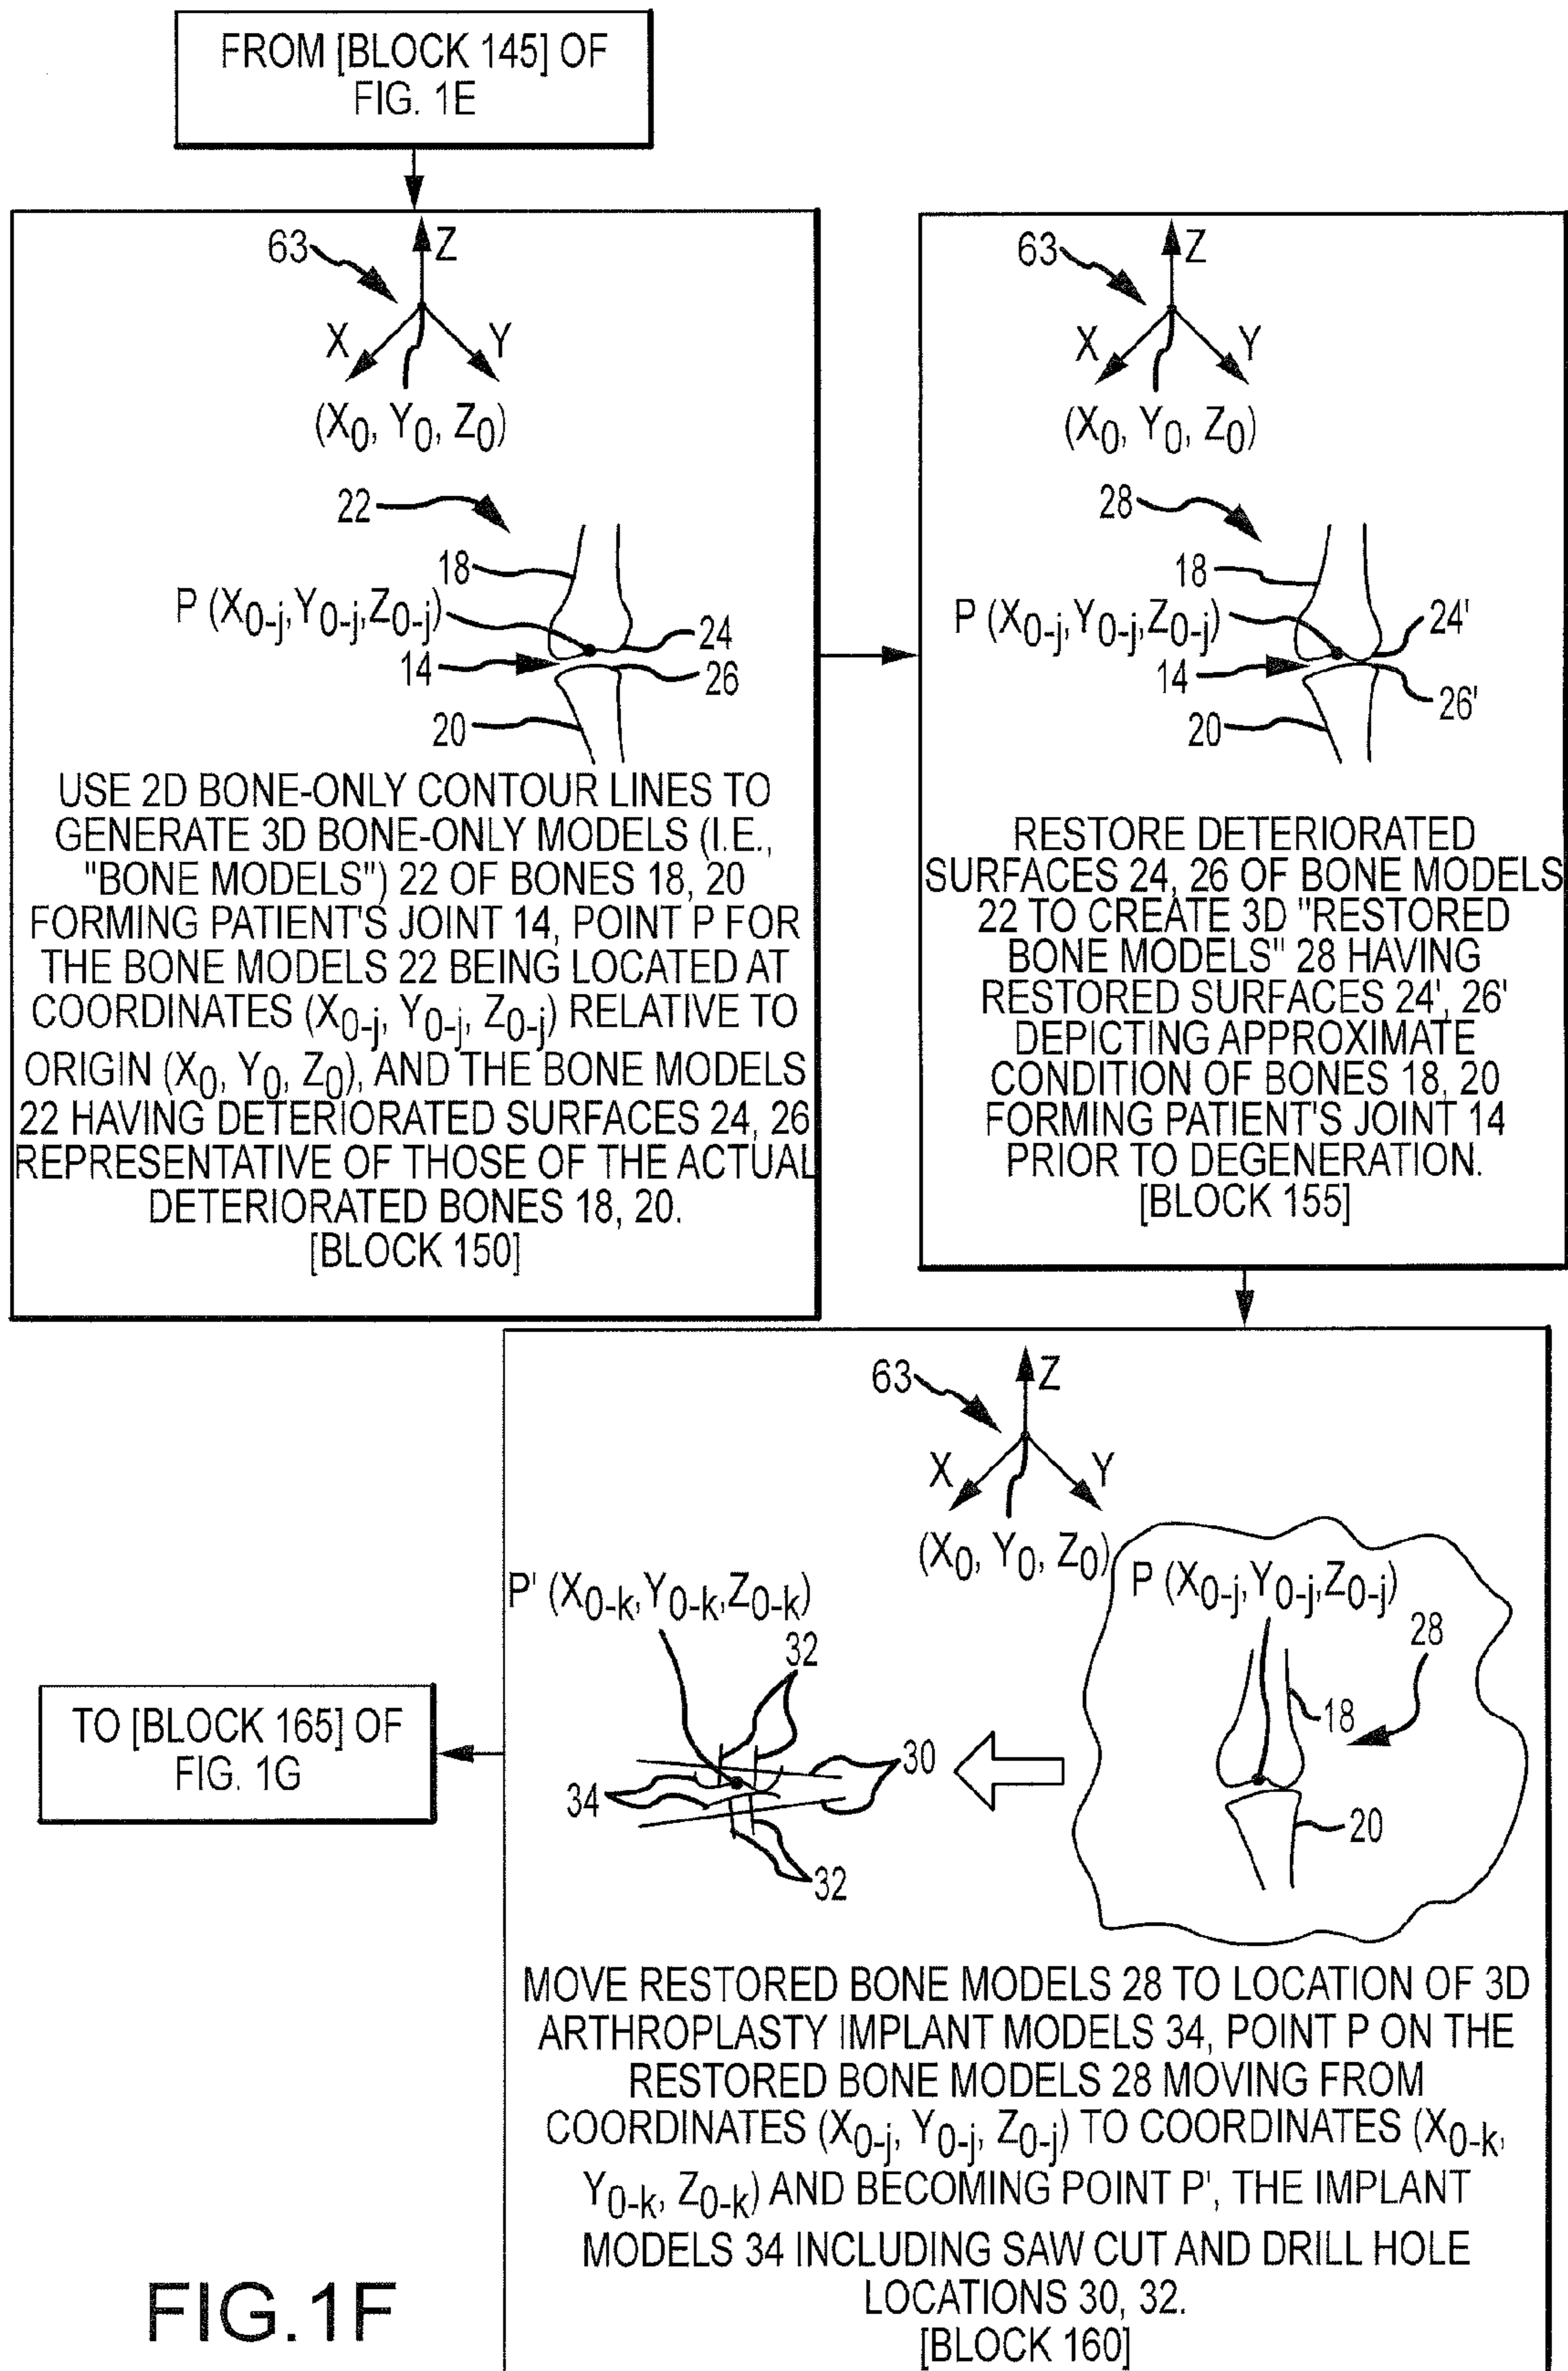 FROM [BLOCK 145] OF
FIG. 1E
63
Z
X
Y
(X0, Y0, Z0)
22
18
P (X0-j,Y0-j,Z0-j)
24
14
26
20
USE 2D BONE-ONLY CONTOUR LINES TO
GENERATE 3D BONE-ONLY MODELS (I.E.,
"BONE MODELS") 22 OF BONES 18, 20
FORMING PATIENT'S JOINT 14, POINT P FOR
THE BONE MODELS 22 BEING LOCATED AT
COORDINATES (X0-j, Y0-j, Z0-j) RELATIVE TO
ORIGIN (X0, Y0, Z0), AND THE BONE MODELS
22 HAVING DETERIORATED SURFACES 24, 26
REPRESENTATIVE OF THOSE OF THE ACTUAL
DETERIORATED BONES 18, 20.
[BLOCK 150]
63
Z
X
Y
(X0, Y0, Z0)
28
18
P (X0-j,Y0-j,Z0-j)
24'
14
26'
20
RESTORE DETERIORATED
SURFACES 24, 26 OF BONE MODELS
22 TO CREATE 3D "RESTORED
BONE MODELS" 28 HAVING
RESTORED SURFACES 24', 26'
DEPICTING APPROXIMATE
CONDITION OF BONES 18, 20
FORMING PATIENT'S JOINT 14
PRIOR TO DEGENERATION.
[BLOCK 155]
63
Z
X
Y
(X0, Y0, Z0)
P' (X0-k,Y0-k,Z0-k)
P (X0-j,Y0-j,Z0-j)
32
28
18
30
34
20
32
MOVE RESTORED BONE MODELS 28 TO LOCATION OF 3D
ARTHROPLASTY IMPLANT MODELS 34, POINT P ON THE
RESTORED BONE MODELS 28 MOVING FROM
COORDINATES (X0-j, Y0-j, Z0-j) TO COORDINATES (X0-k,
Y0-k, Z0-k) AND BECOMING POINT P', THE IMPLANT
MODELS 34 INCLUDING SAW CUT AND DRILL HOLE
LOCATIONS 30, 32.
[BLOCK 160]
TO [BLOCK 165] OF
FIG. 1G
FIG.1F